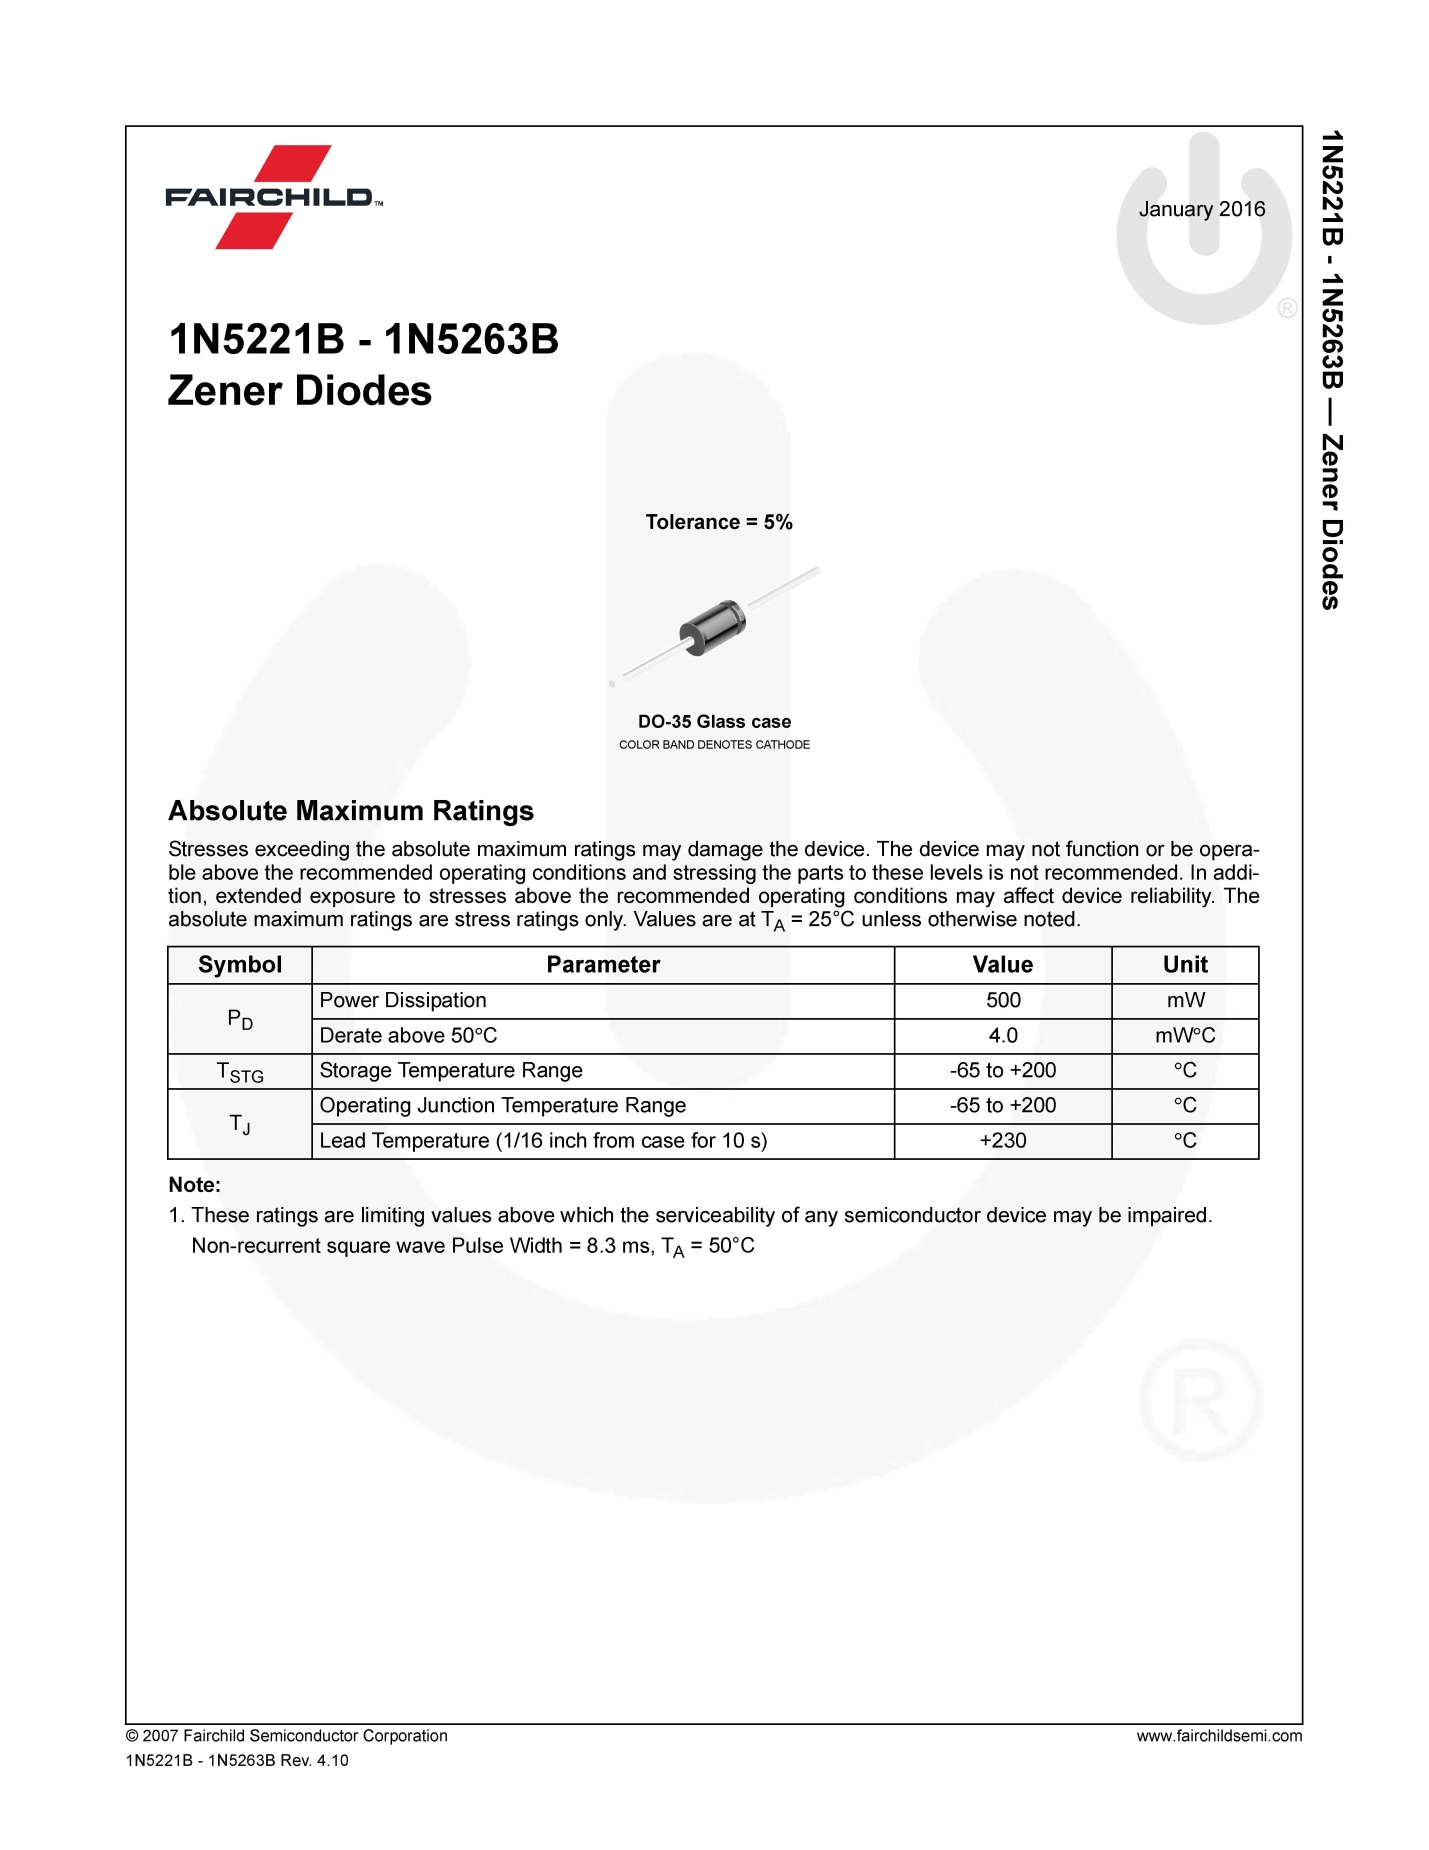 FAIRCHILD™
January 2016
®
1N5221B - 1N5263B
Zener Diodes
1N5221B - 1N5263B — Zener Diodes
Tolerance = 5%
DO-35 Glass case
COLOR BAND DENOTES CATHODE
Absolute Maximum Ratings
Stresses exceeding the absolute maximum ratings may damage the device. The device may not function or be opera-
ble above the recommended operating conditions and stressing the parts to these levels is not recommended. In addi-
tion, extended exposure to stresses above the recommended operating conditions may affect device reliability. The
absolute maximum ratings are stress ratings only. Values are at TA = 25°C unless otherwise noted.
Symbol Parameter Value Unit
PD Power Dissipation 500 mW
Derate above 50°C 4.0 mW°C
TSTG Storage Temperature Range -65 to +200 °C
TJ Operating Junction Temperature Range -65 to +200 °C
Lead Temperature (1/16 inch from case for 10 s) +230 °C
Note:
1. These ratings are limiting values above which the serviceability of any semiconductor device may be impaired.
Non-recurrent square wave Pulse Width = 8.3 ms, TA = 50°C
®
© 2007 Fairchild Semiconductor Corporation www.fairchildsemi.com
1N5221B - 1N5263B Rev. 4.10